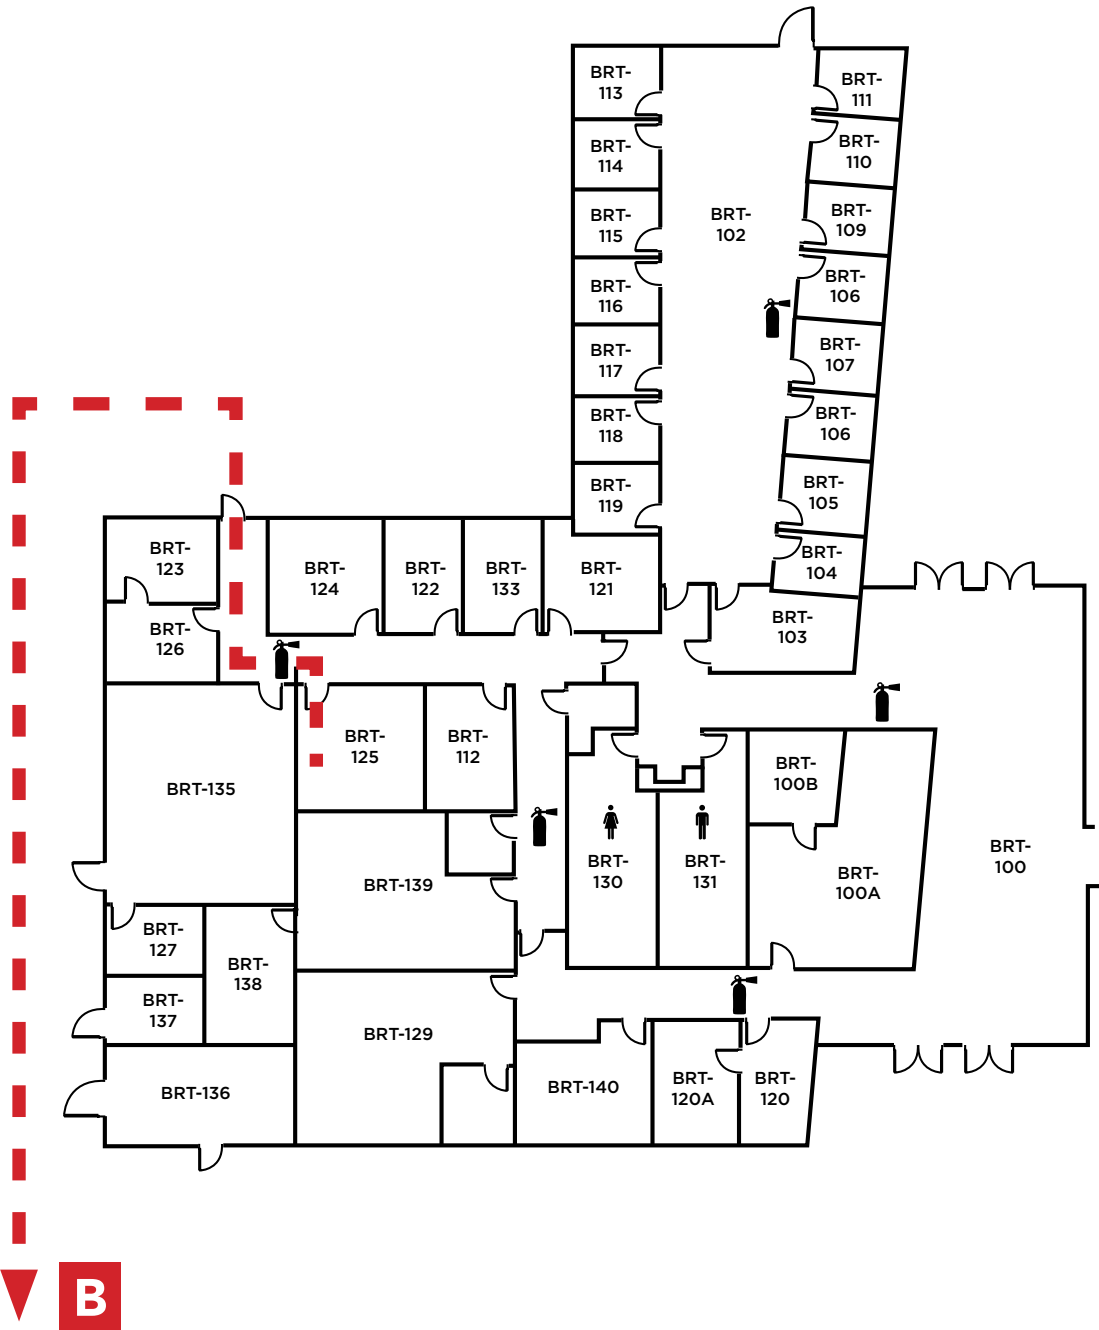 BRT-
113
BRT-
111
BRT-
114
BRT-
110
BRT-
115
BRT-
102
BRT-
109
BRT-
116
BRT-
106
BRT-
117
BRT-
107
BRT-
118
BRT-
106
BRT-
119
BRT-
105
BRT-
123
BRT-
124
BRT-
122
BRT-
133
BRT-
121
BRT-
104
BRT-
126
BRT-
103
BRT-
125
BRT-
112
BRT-135
BRT-
100B
BRT-139
BRT-
130
BRT-
131
BRT-
100A
BRT-
100
BRT-
127
BRT-
138
BRT-
137
BRT-129
BRT-136
BRT-140
BRT-
120A
BRT-
120
B